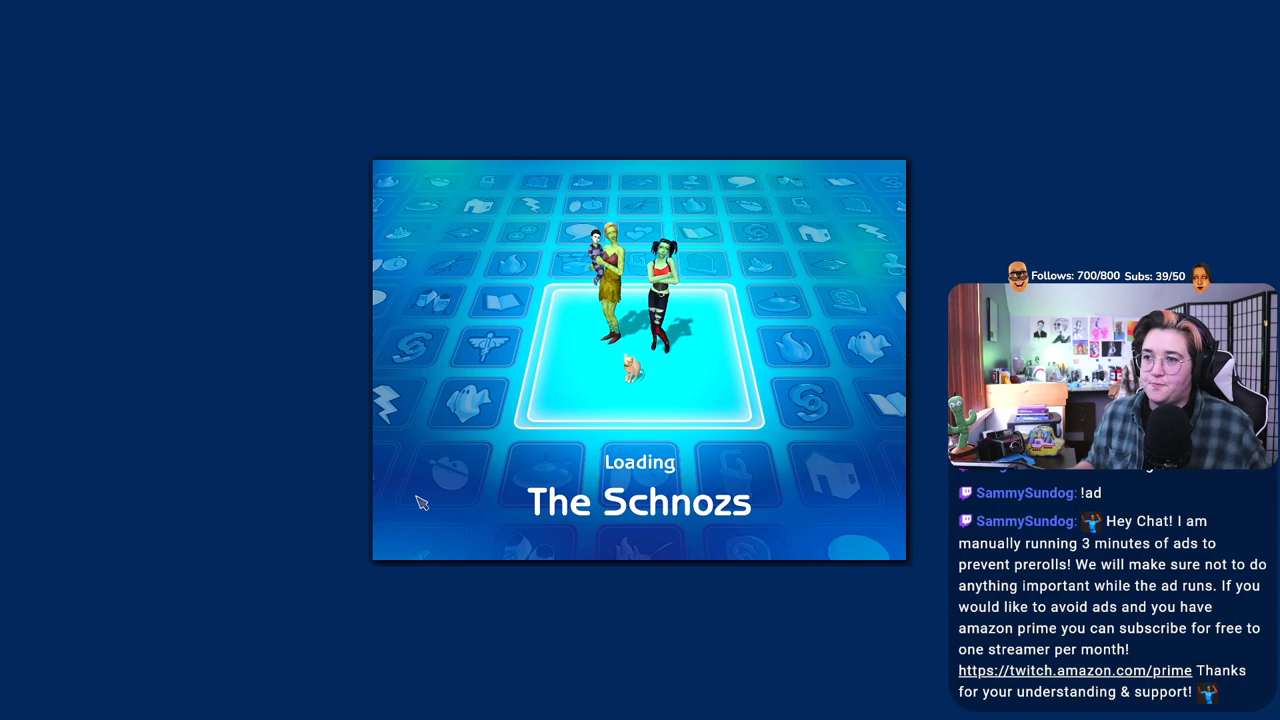 Follows: 700/800 Subs: 39/50
Loading
The Schnozs
SammySundog: !ad
SammySundog: Hey Chat! I am
manually running 3 minutes of ads to
prevent prerolls! We will make sure not to do
anything important while the ad runs. If you
would like to avoid ads and you have
amazon prime you can subscribe for free to
one streamer per month!
https://twitch.amazon.com/prime Thanks
for your understanding & support!